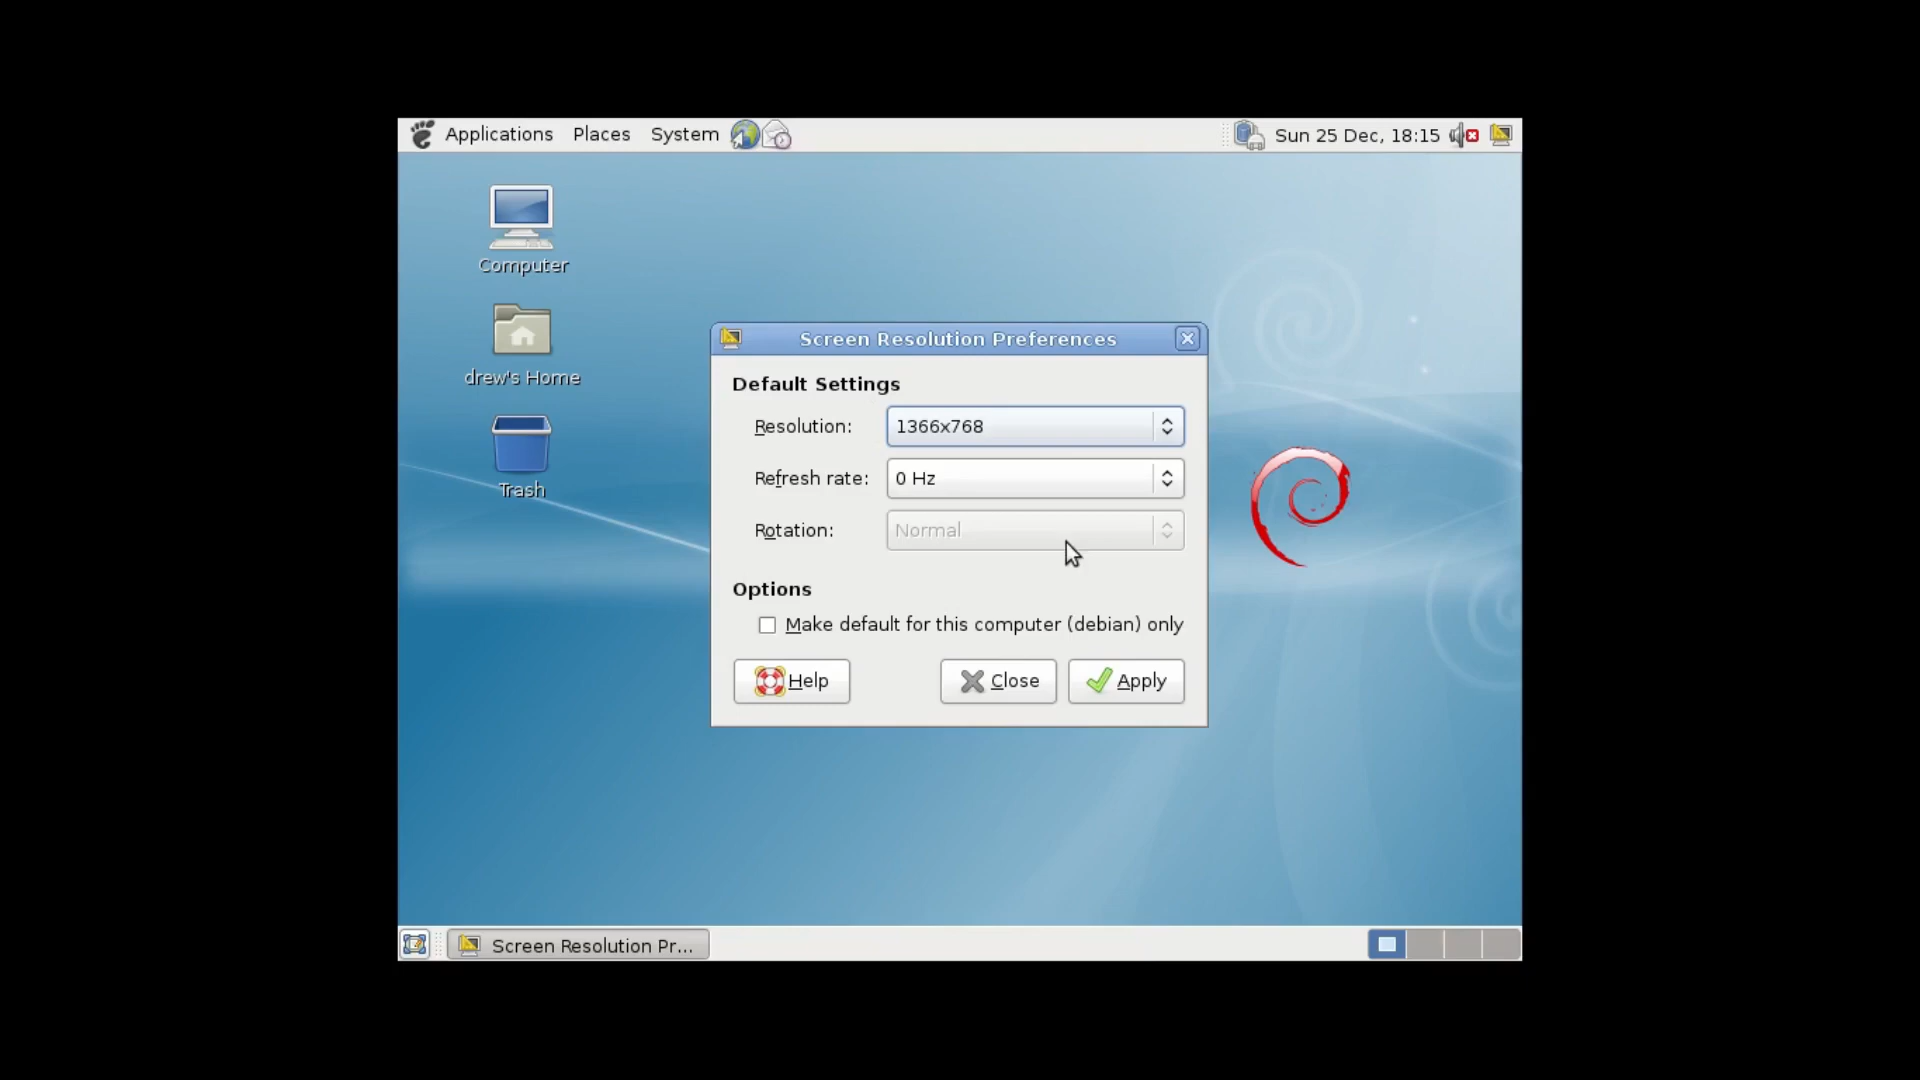 Applications Places System
Sun 25 Dec, 18:15
Computer
drew's Home
Trash
Screen Resolution Preferences
Default Settings
Resolution: 1366x768
Refresh rate: 0 Hz
Rotation: Normal
Options
Make default for this computer (debian) only
Help Close Apply
Screen Resolution Pr...